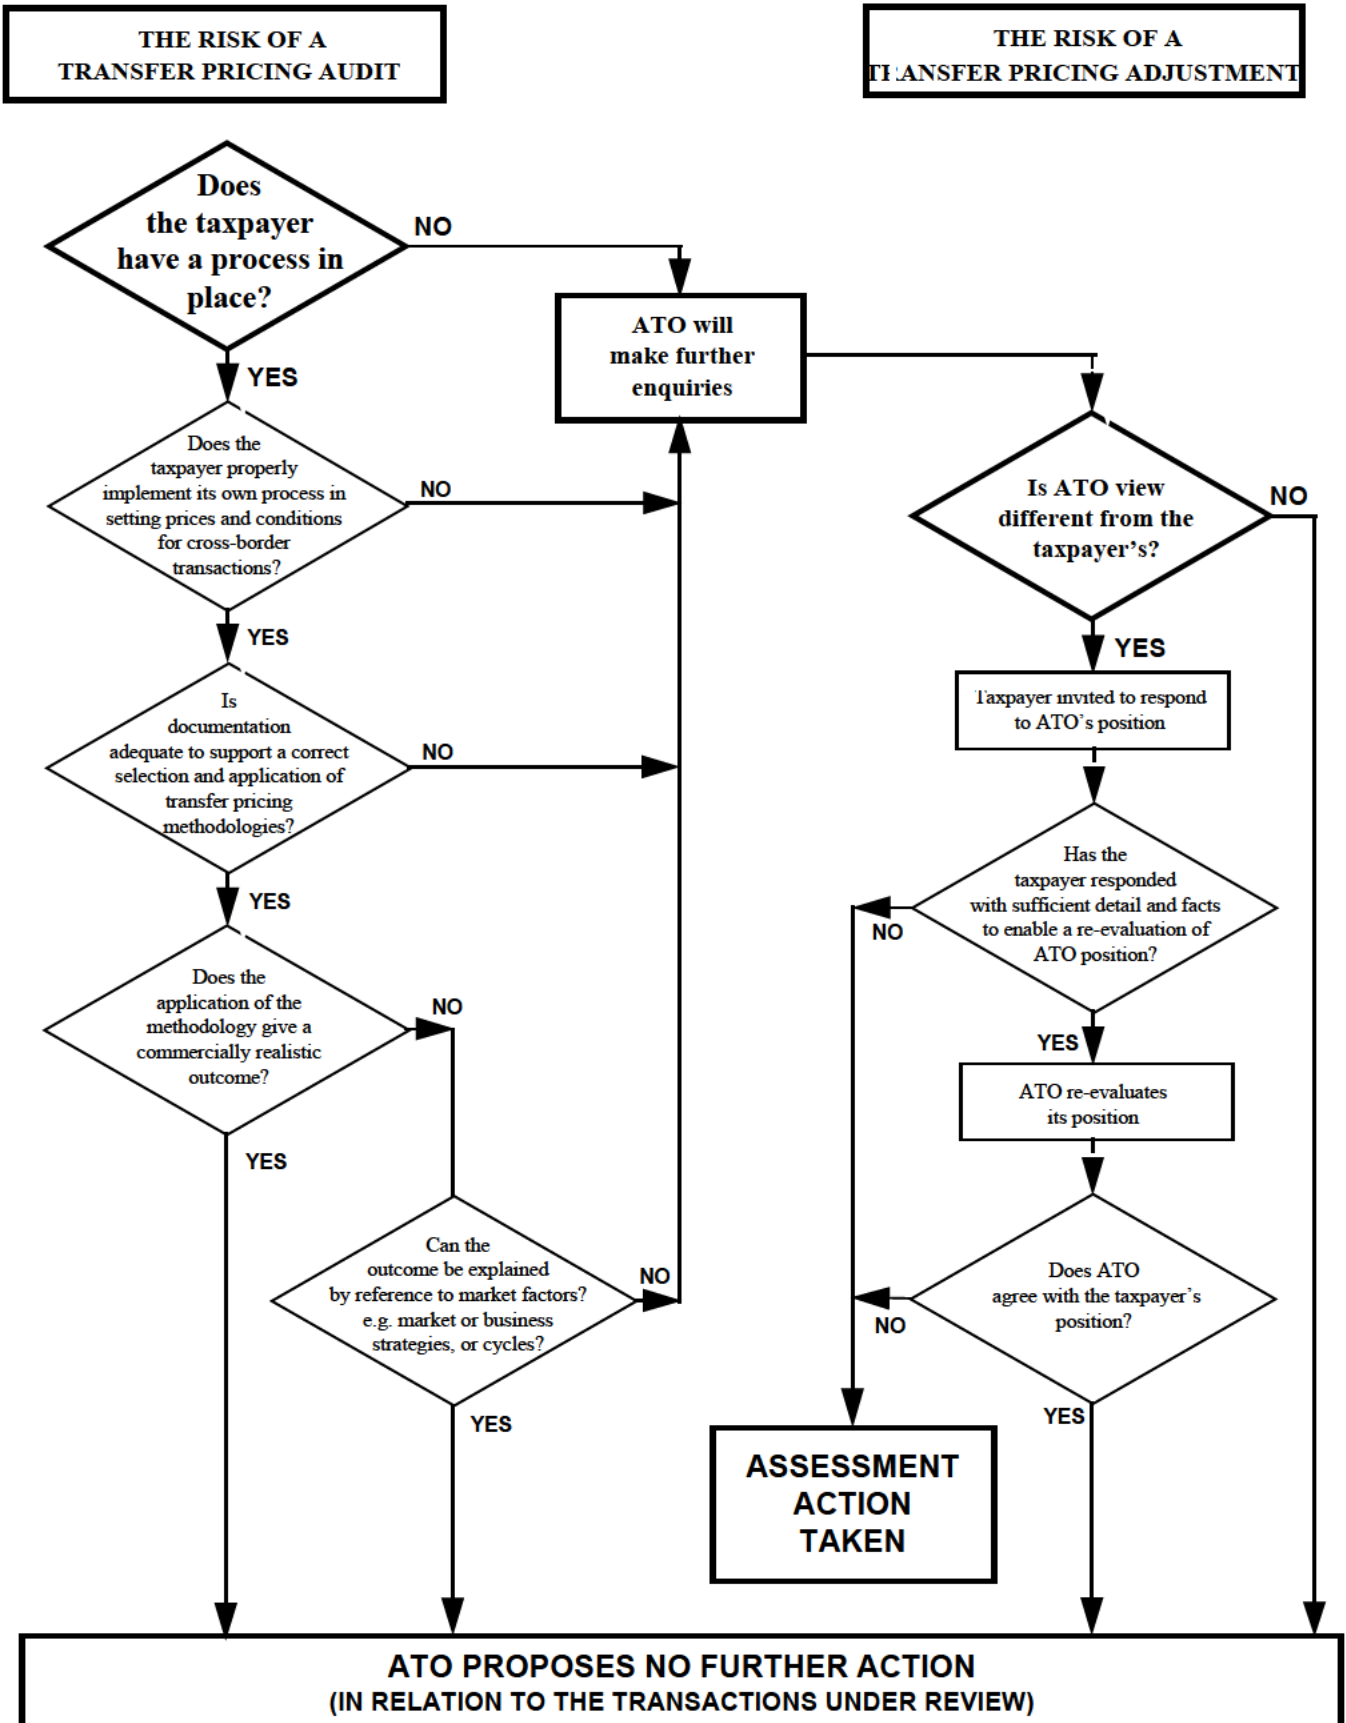 THE RISK OF A
TRANSFER PRICING AUDIT
THE RISK OF A
TRANSFER PRICING ADJUSTMENT
Does
the taxpayer
have a process in
place?
NO
YES
ATO will
make further
enquiries
Does the
taxpayer properly
implement its own process in
setting prices and conditions
for cross-border
transactions?
NO
YES
Is
documentation
adequate to support a correct
selection and application of
transfer pricing
methodologies?
NO
YES
Does the
application of the
methodology give a
commercially realistic
outcome?
NO
YES
Can the
outcome be explained
by reference to market factors?
e.g. market or business
strategies, or cycles?
NO
YES
Is ATO view
different from the
taxpayer's?
NO
YES
Taxpayer invited to respond
to ATO's position
Has the
taxpayer responded
with sufficient detail and facts
to enable a re-evaluation of
ATO position?
NO
YES
ATO re-evaluates
its position
Does ATO
agree with the taxpayer's
position?
NO
YES
ASSESSMENT
ACTION
TAKEN
ATO PROPOSES NO FURTHER ACTION
(IN RELATION TO THE TRANSACTIONS UNDER REVIEW)